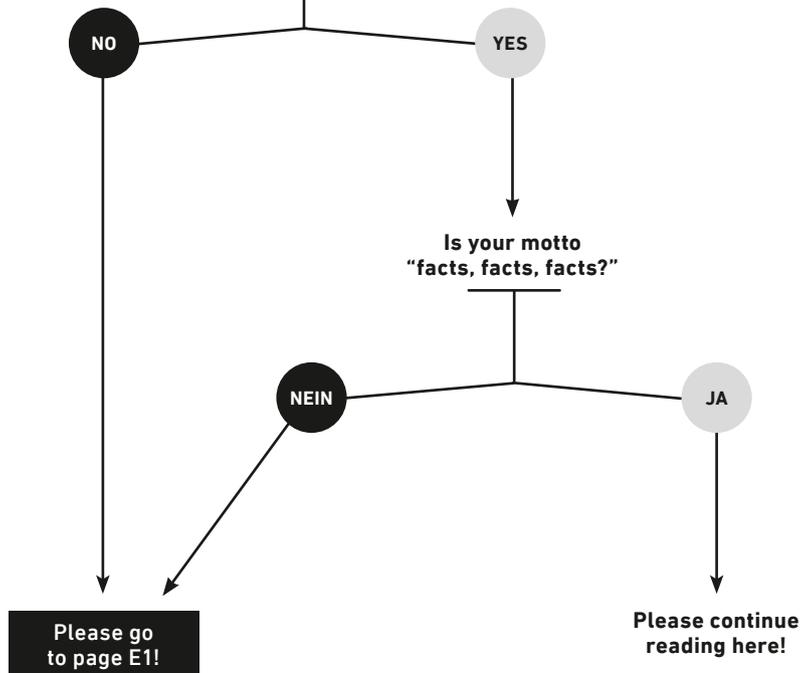 NO
YES
Is your motto
“facts, facts, facts?”
NEIN
JA
Please go
to page E1!
Please continue
reading here!